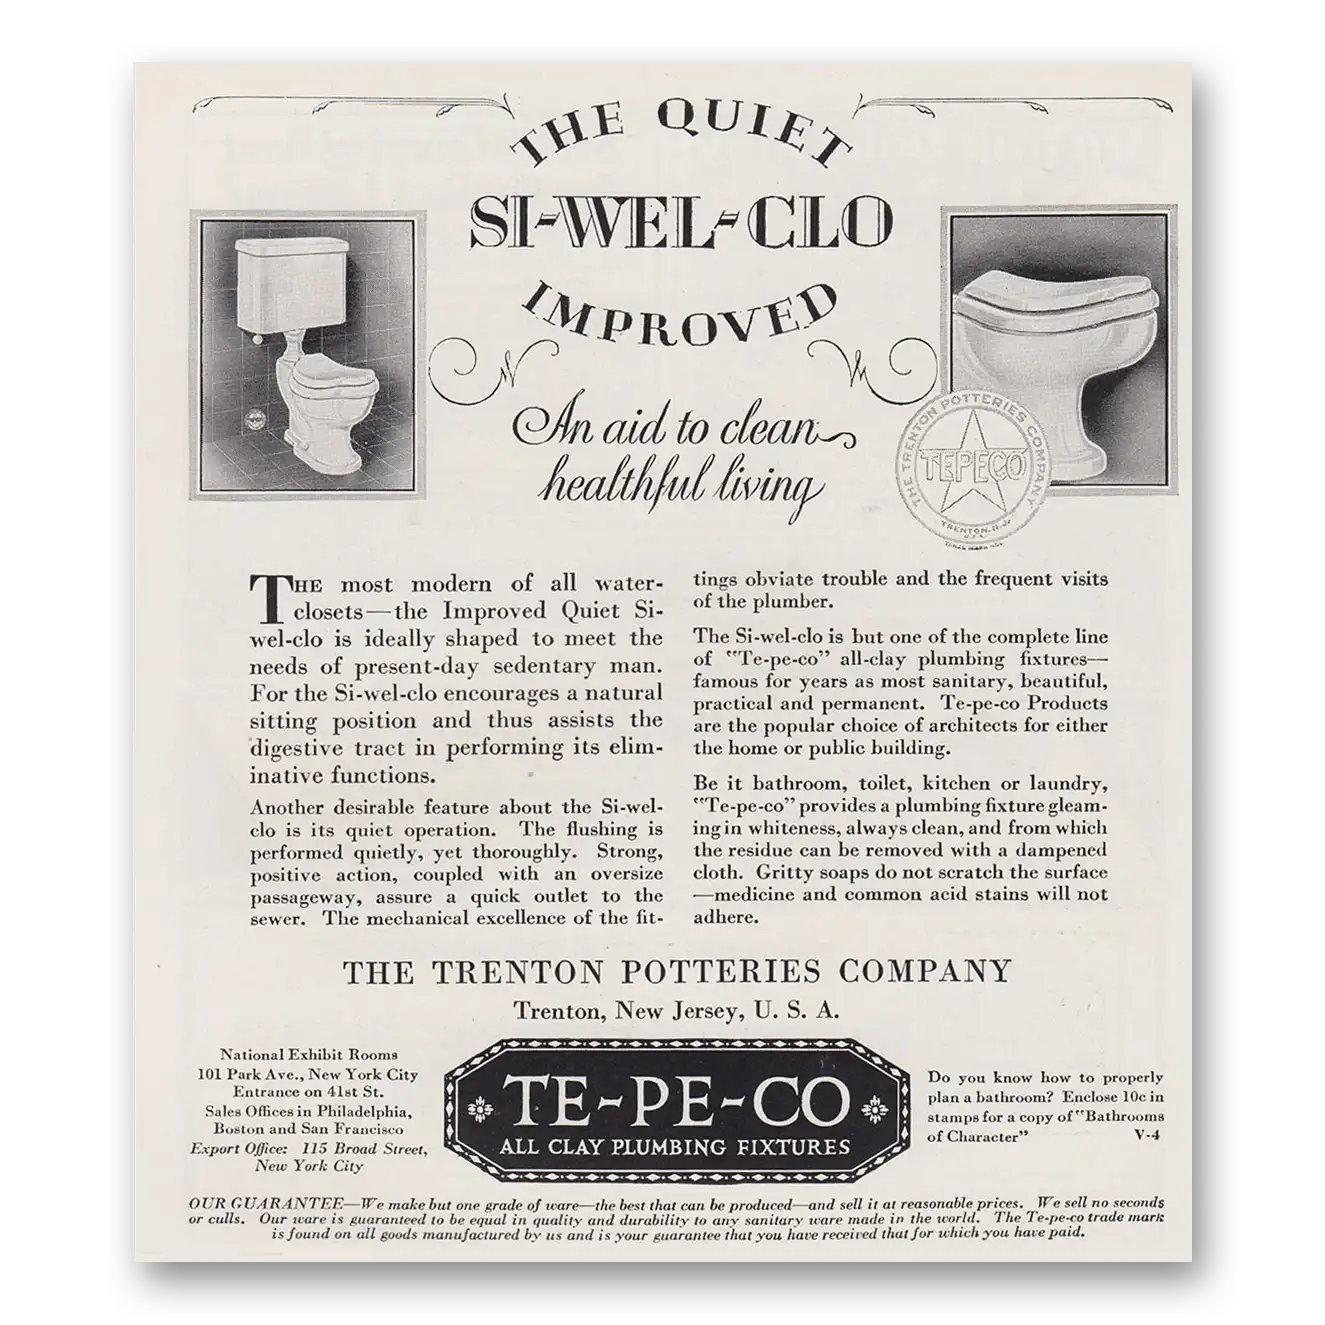 THE QUIET
SI-WEL-CLO
IMPROVED
An aid to clean
healthful living
THE TRENTON POTTERIES COMPANY
TEPECO
TRENTON, N.J.
U.S.A.
TRADE MARK REG.
THE most modern of all water-
closets—the Improved Quiet Si-
wel-clo is ideally shaped to meet the
needs of present-day sedentary man.
For the Si-wel-clo encourages a natural
sitting position and thus assists the
digestive tract in performing its elim-
inative functions.
Another desirable feature about the Si-wel-
clo is its quiet operation. The flushing is
performed quietly, yet thoroughly. Strong,
positive action, coupled with an oversize
passageway, assure a quick outlet to the
sewer. The mechanical excellence of the fit-
tings obviate trouble and the frequent visits
of the plumber.
The Si-wel-clo is but one of the complete line
of "Te-pe-co" all-clay plumbing fixtures—
famous for years as most sanitary, beautiful,
practical and permanent. Te-pe-co Products
are the popular choice of architects for either
the home or public building.
Be it bathroom, toilet, kitchen or laundry,
"Te-pe-co" provides a plumbing fixture gleam-
ing in whiteness, always clean, and from which
the residue can be removed with a dampened
cloth. Gritty soaps do not scratch the surface
—medicine and common acid stains will not
adhere.
THE TRENTON POTTERIES COMPANY
Trenton, New Jersey, U. S. A.
National Exhibit Rooms
101 Park Ave., New York City
Entrance on 41st St.
Sales Offices in Philadelphia,
Boston and San Francisco
Export Office: 115 Broad Street,
New York City
TE-PE-CO
ALL CLAY PLUMBING FIXTURES
Do you know how to properly
plan a bathroom? Enclose 10c in
stamps for a copy of "Bathrooms
of Character" V-4
OUR GUARANTEE—We make but one grade of ware—the best that can be produced—and sell it at reasonable prices. We sell no seconds
or culls. Our ware is guaranteed to be equal in quality and durability to any sanitary ware made in the world. The Te-pe-co trade mark
is found on all goods manufactured by us and is your guarantee that you have received that for which you have paid.